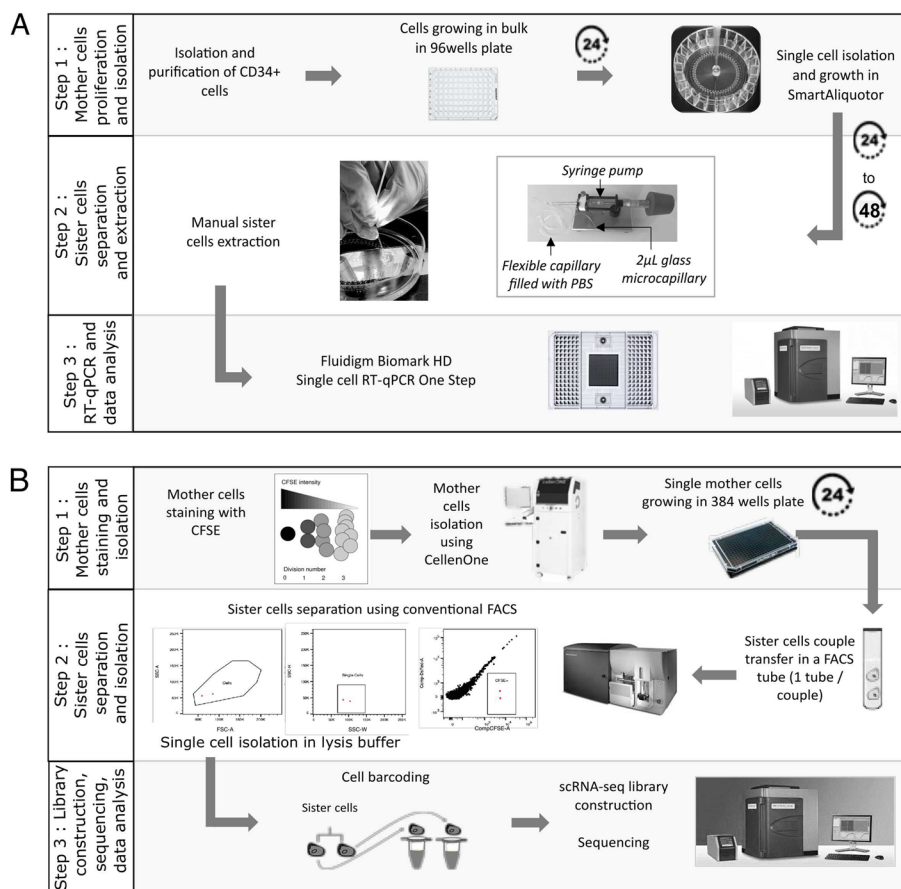 A
Step 1 :
Mother cells
proliferation
and isolation
Isolation and
purification of CD34+
cells
Cells growing in bulk
in 96wells plate
24
Single cell isolation
and growth in
SmartAliquotor
24
to
48
Step 2 :
Sister cells
separation
and extraction
Manual sister
cells extraction
Syringe pump
Flexible capillary
filled with PBS
2µL glass
microcapillary
Step 3 :
RT-qPCR and
data analysis
Fluidigm Biomark HD
Single cell RT-qPCR One Step
B
Step 1 :
Mother cells
staining and
isolation
Mother cells
staining with
CFSE
CFSE intensity
Division number
0 1 2 3
Mother
cells
isolation
using
CellenOne
Single mother cells
growing in 384 wells plate
24
Step 2 :
Sister cells
separation
and isolation
Sister cells separation using conventional FACS
SSC-A
Cells
FSC-A
SSC-H
Single Cells
SSC-W
CFSE+
CompCFSE-A
Sister cells couple
transfer in a FACS
tube (1 tube /
couple)
Single cell isolation in lysis buffer
Step 3 : Library
construction,
sequencing,
data analysis
Cell barcoding
Sister cells
scRNA-seq library
construction
Sequencing